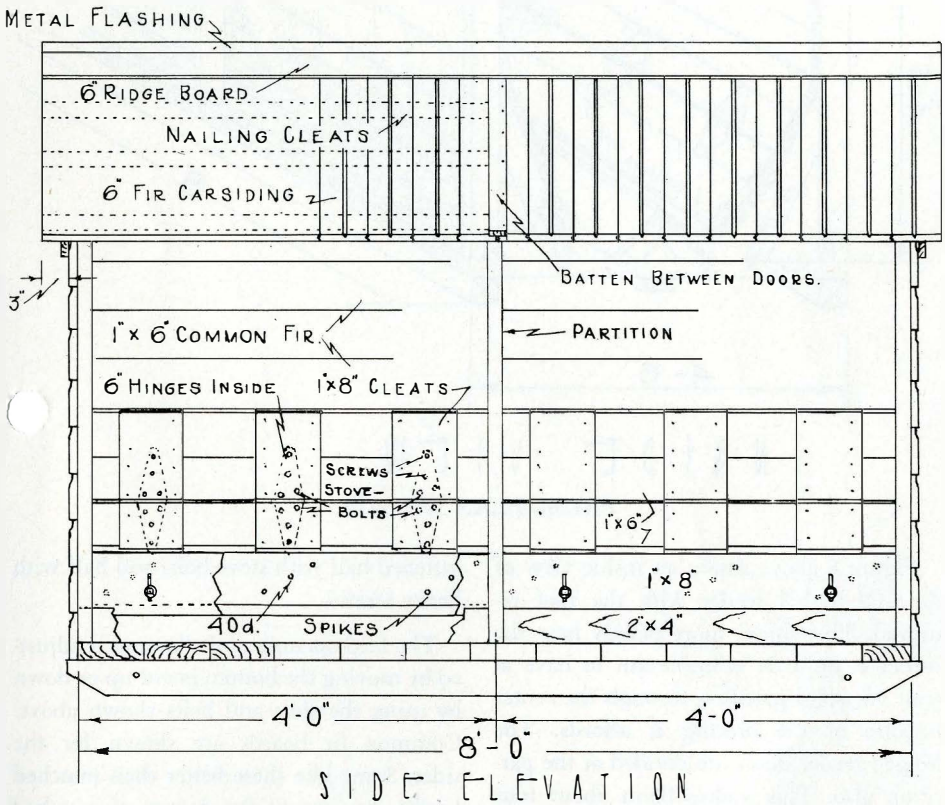 METAL FLASHING
6" RIDGE BOARD
NAILING CLEATS
6" FIR CARSIDING
BATTEN BETWEEN DOORS.
3"
1" x 6" COMMON FIR.
PARTITION
6" HINGES INSIDE
1"x8" CLEATS
SCREWS
STOVE-
BOLTS
1"x6"
1"x8"
40d.
SPIKES
2"x4"
4'-0"
4'-0"
8'-0"
SIDE ELEVATION